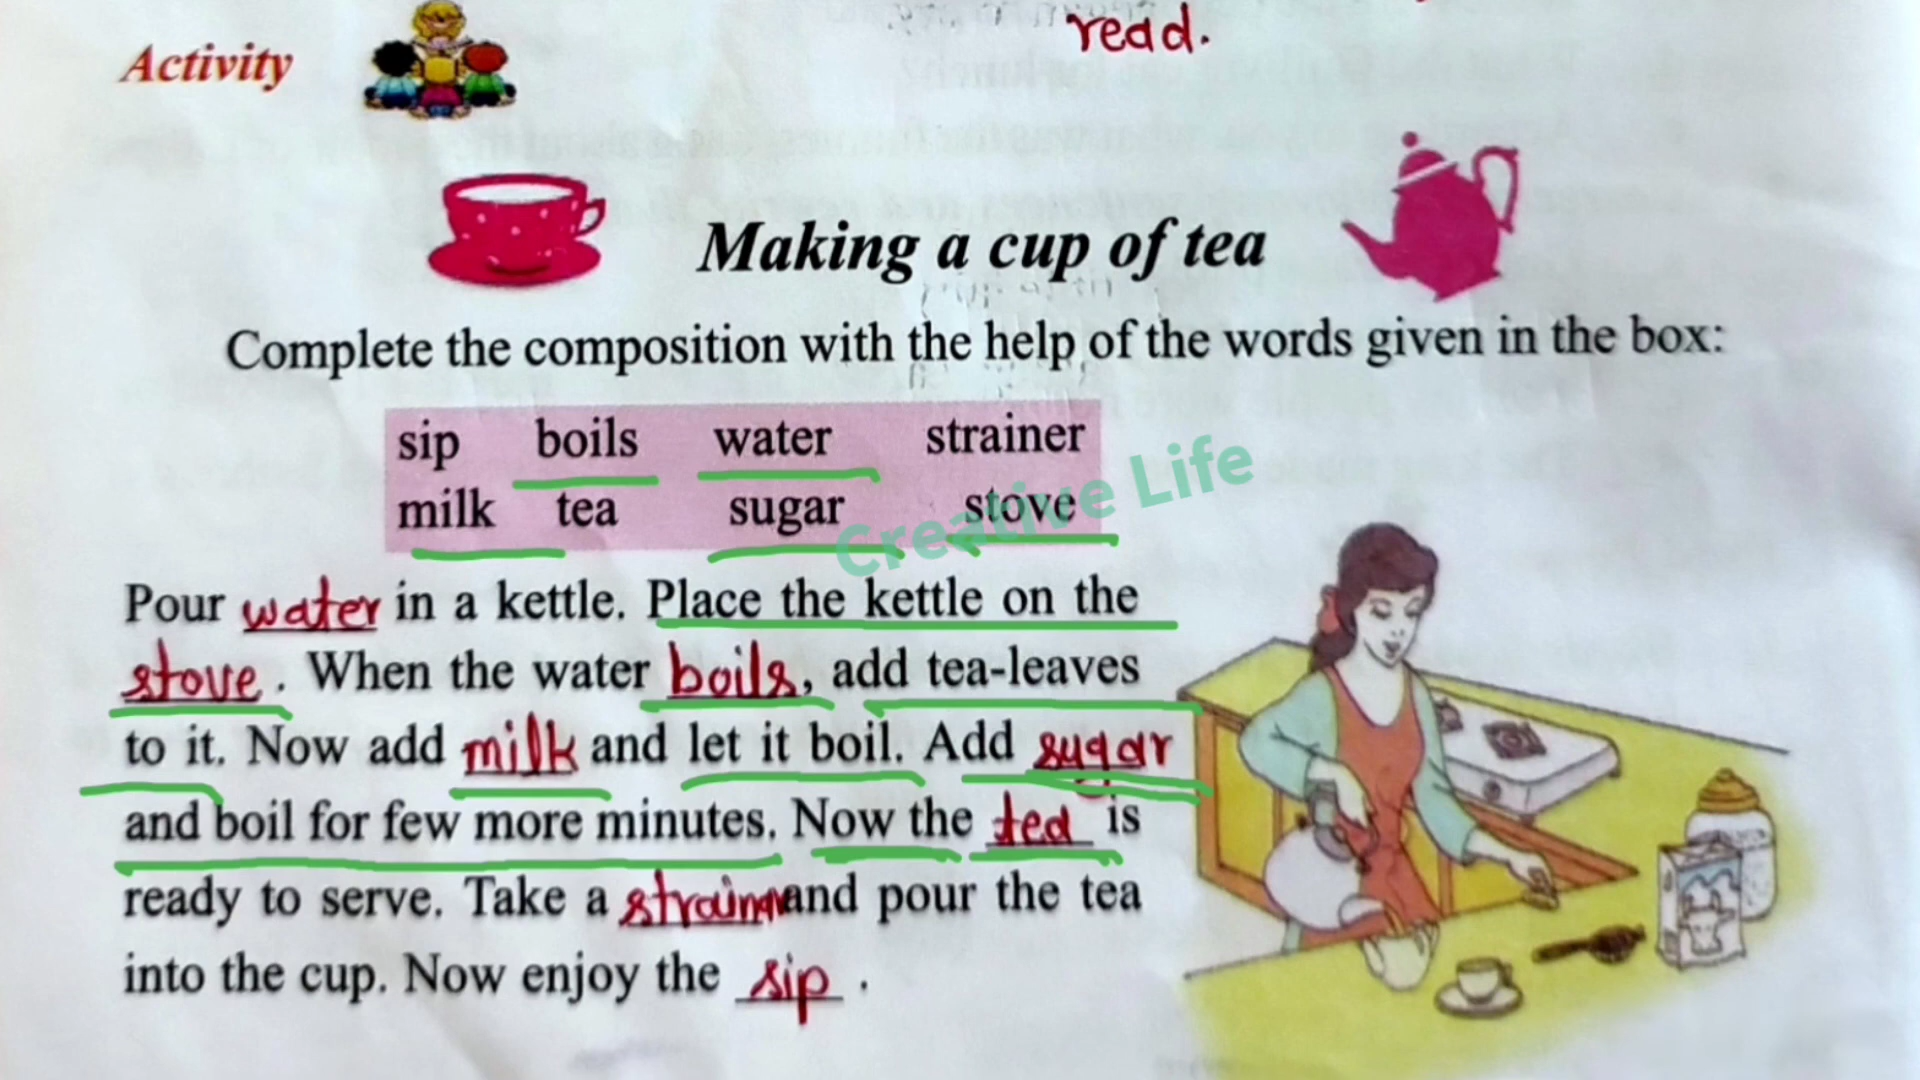 read.
Activity
Making a cup of tea
Complete the composition with the help of the words given in the box:
sip boils water strainer
milk tea sugar stove
Creative Life
Pour water in a kettle. Place the kettle on the
stove. When the water boils, add tea-leaves
to it. Now add milk and let it boil. Add sugar
and boil for few more minutes. Now the tea is
ready to serve. Take a and pour the tea
into the cup. Now enjoy the sip.